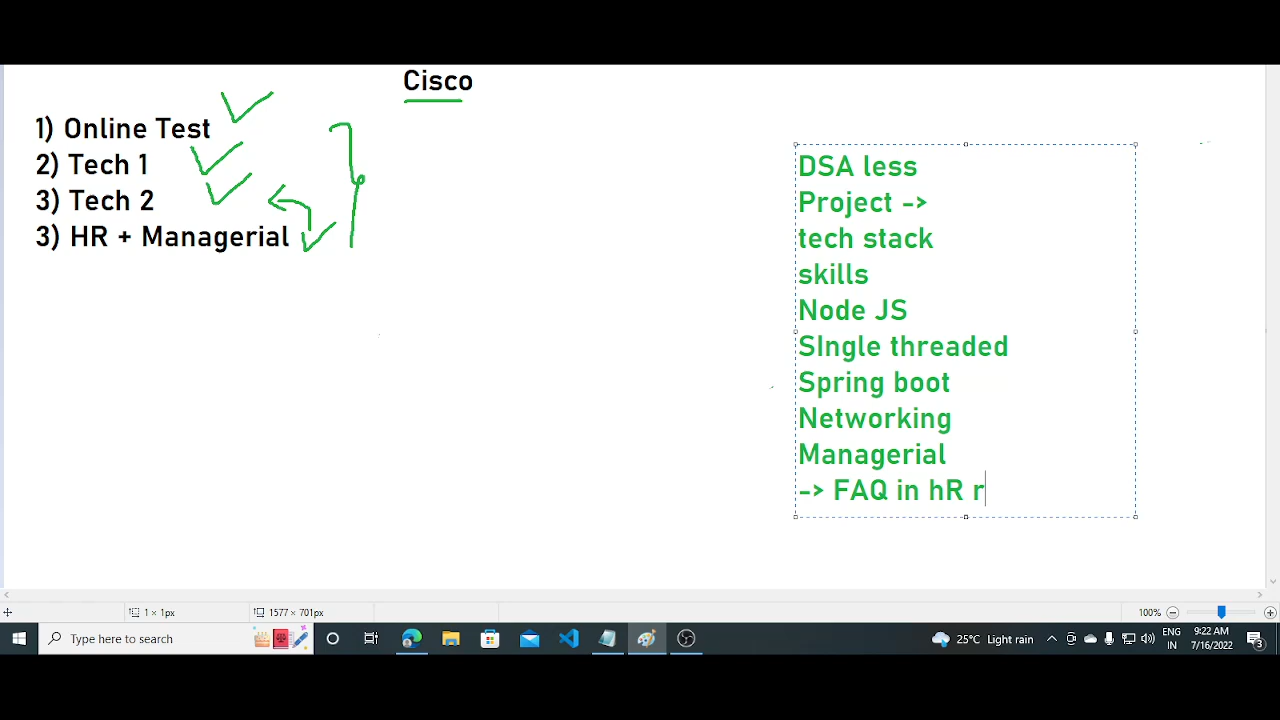 Cisco
1) Online Test
2) Tech 1
3) Tech 2
3) HR + Managerial
DSA less
Project ->
tech stack
skills
Node JS
SIngle threaded
Spring boot
Networking
Managerial
-> FAQ in hR r
1 × 1px
1577 × 701px
100%
Type here to search
25°C Light rain
ENG
IN
9:22 AM
7/16/2022
3